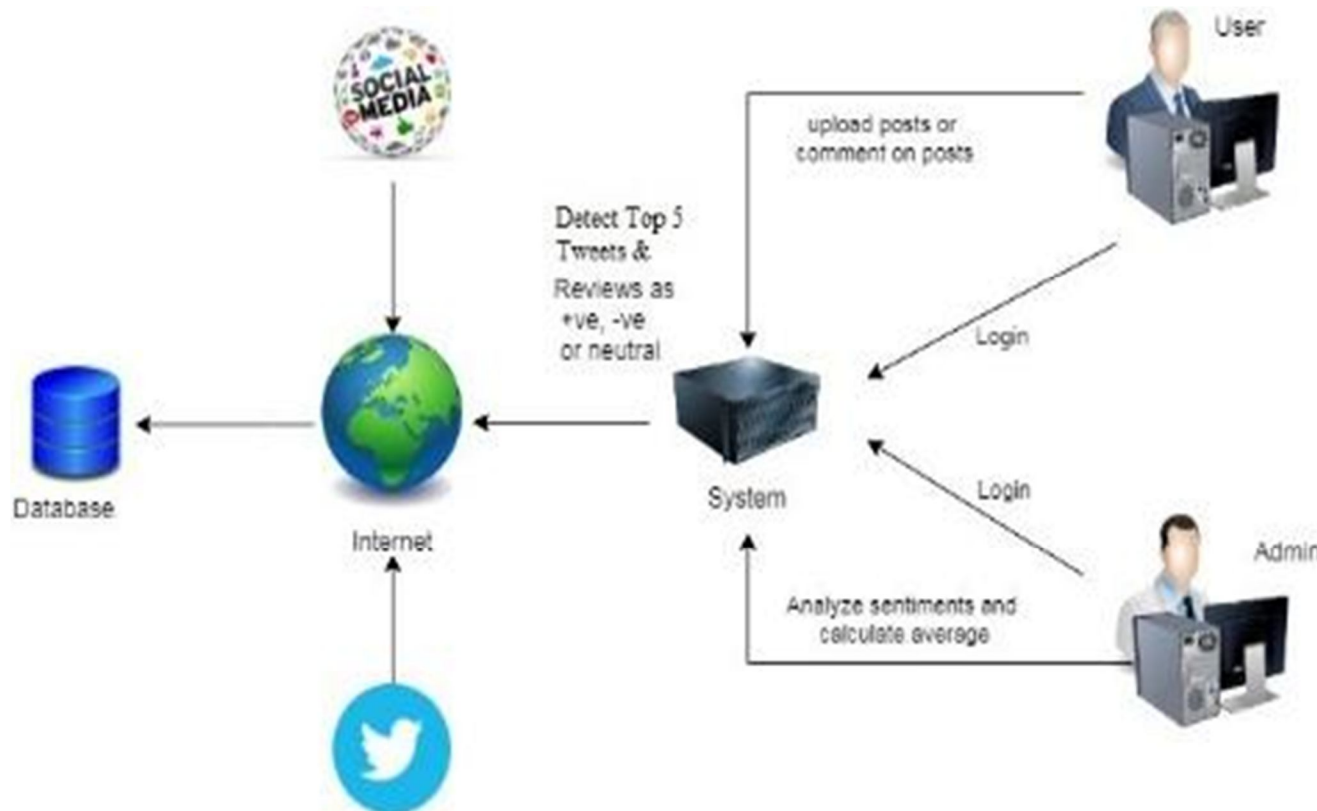 SOCIAL
MEDIA
User
upload posts or
comment on posts
Detect Top 5
Tweets &
Reviews as
+ve, -ve
or neutral
Login
Database
Internet
System
Login
Admin
Analyze sentiments and
calculate average